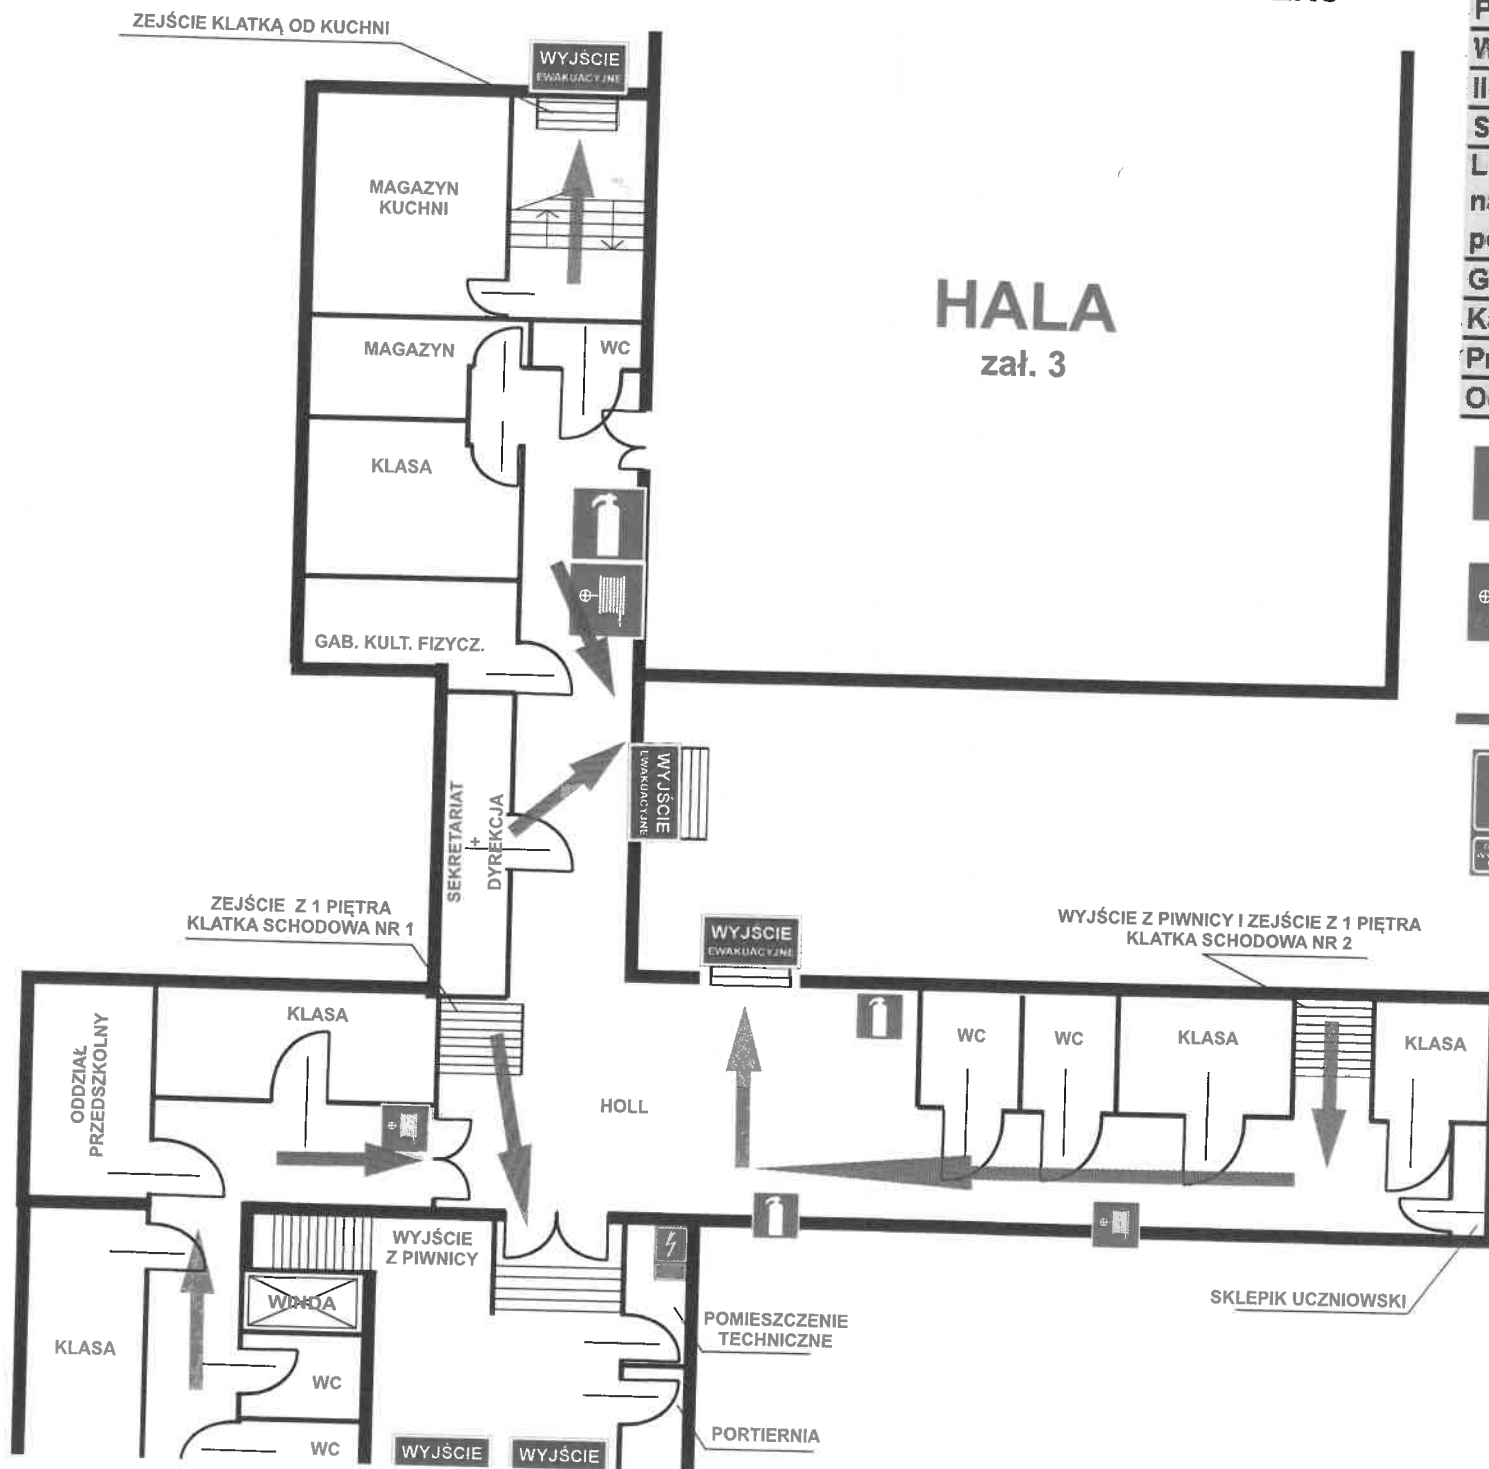 ZEJŚCIE KLATKĄ OD KUCHNI
WYJŚCIE
EWAKUACYJNE
MAGAZYN
KUCHNI
HALA
zał. 3
MAGAZYN
WC
KLASA
GAB. KULT. FIZYCZ.
SEKRETARIAT
+
DYREKCJA
WYJŚCIE
EWAKUACYJNE
ZEJŚCIE Z 1 PIĘTRA
KLATKA SCHODOWA NR 1
WYJŚCIE
EWAKUACYJNE
WYJŚCIE Z PIWNICY I ZEJŚCIE Z 1 PIĘTRA
KLATKA SCHODOWA NR 2
ODDZIAŁ
PRZEDSZKOLNY
KLASA
HOLL
WC
WC
KLASA
KLASA
WYJŚCIE
Z PIWNICY
WINDA
SKLEPIK UCZNIOWSKI
KLASA
WC
POMIESZCZENIE
TECHNICZNE
PORTIERNIA
WC
WYJŚCIE
WYJŚCIE